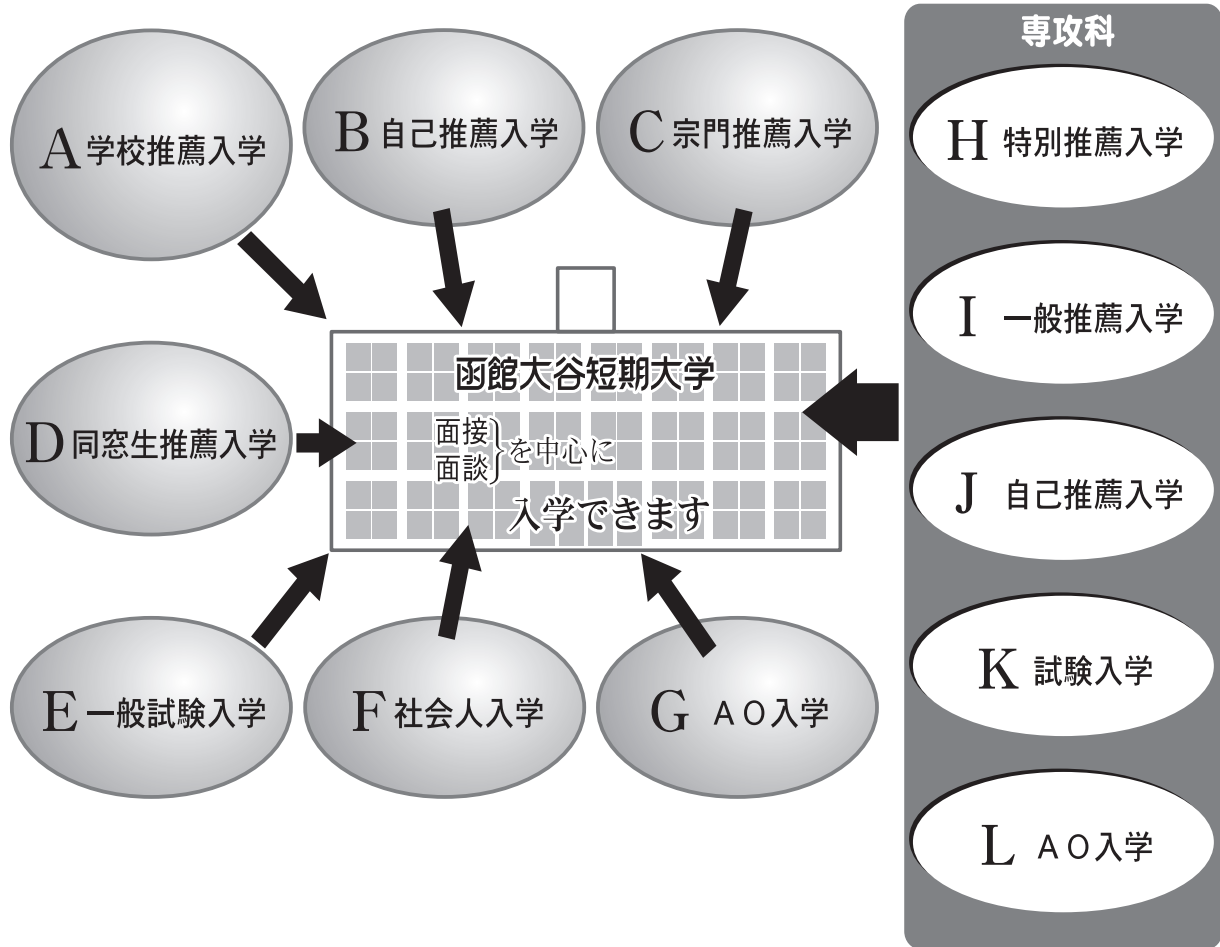 A 学校推薦入学
B 自己推薦入学
C 宗門推薦入学
D 同窓生推薦入学
函館大谷短期大学
面接
面談
を中心に
入学できます
E 一般試験入学
F 社会人入学
G ＡＯ入学
専攻科
H 特別推薦入学
I 一般推薦入学
J 自己推薦入学
K 試験入学
L ＡＯ入学